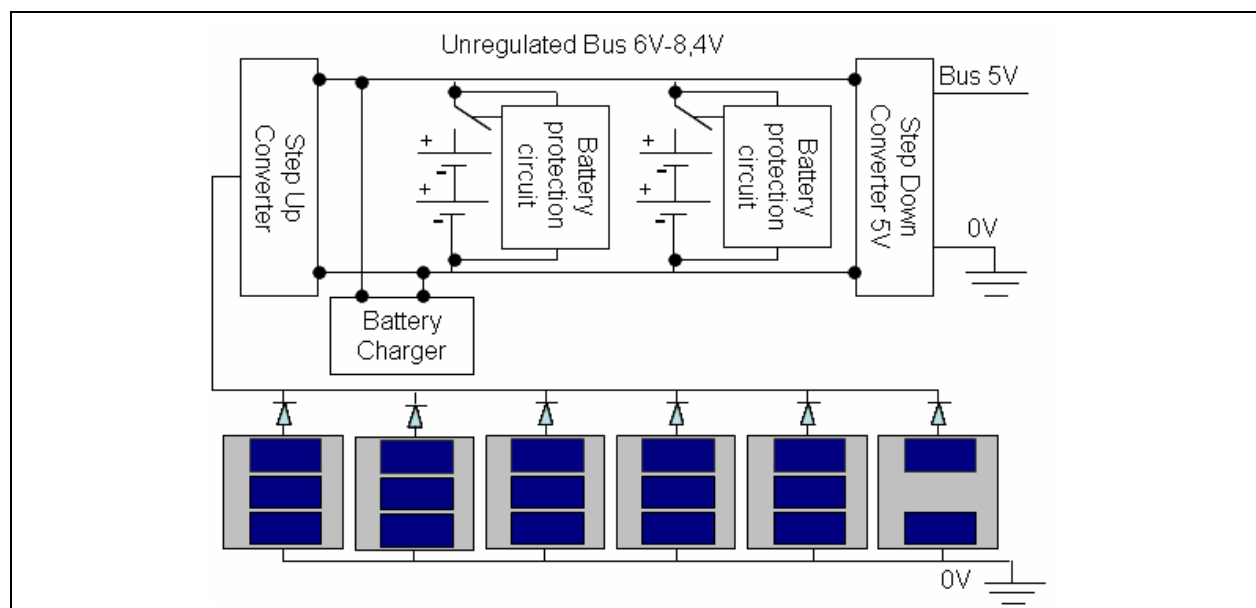 Unregulated Bus 6V-8,4V
Bus 5V
Step Up
Converter
+
-
+
-
Battery
protection
circuit
+
-
+
-
Battery
protection
circuit
Step Down
Converter 5V
0V
Battery
Charger
0V